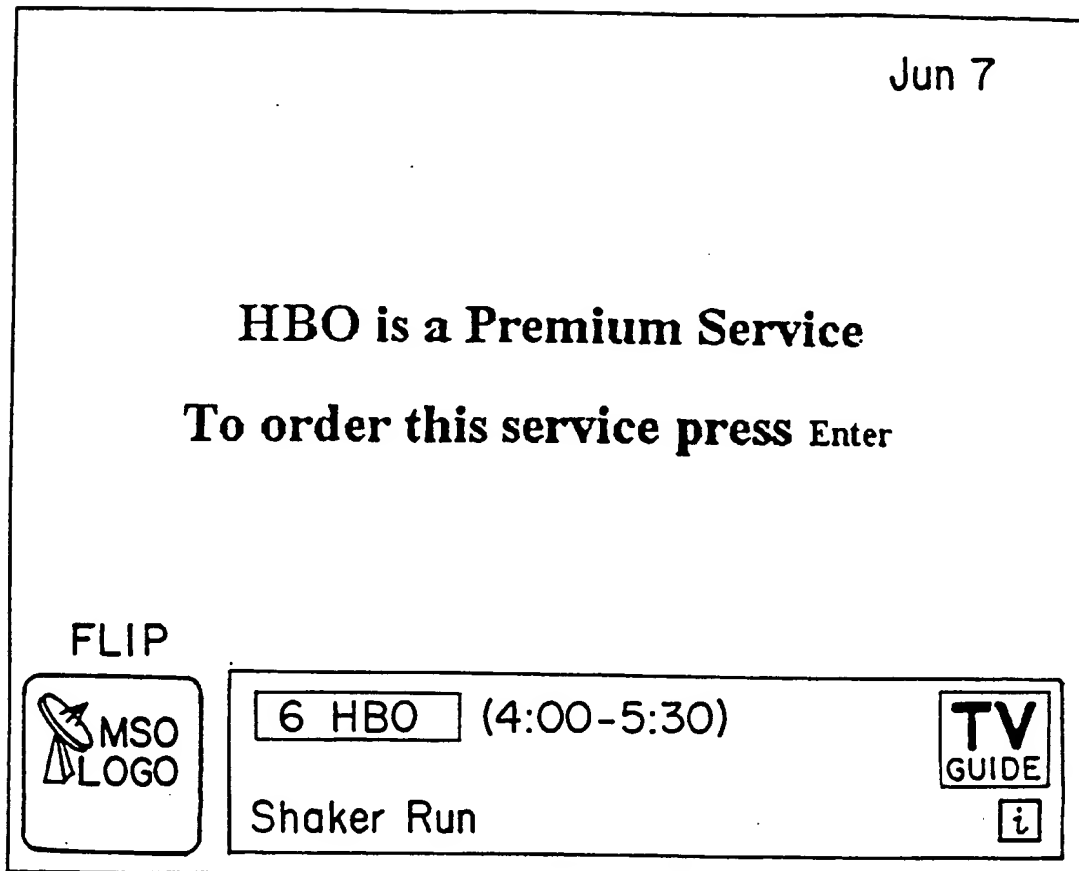 Jun 7
HBO is a Premium Service
To order this service press Enter
FLIP
MSO
LOGO
6 HBO (4:00-5:30)
Shaker Run
TV
GUIDE
i